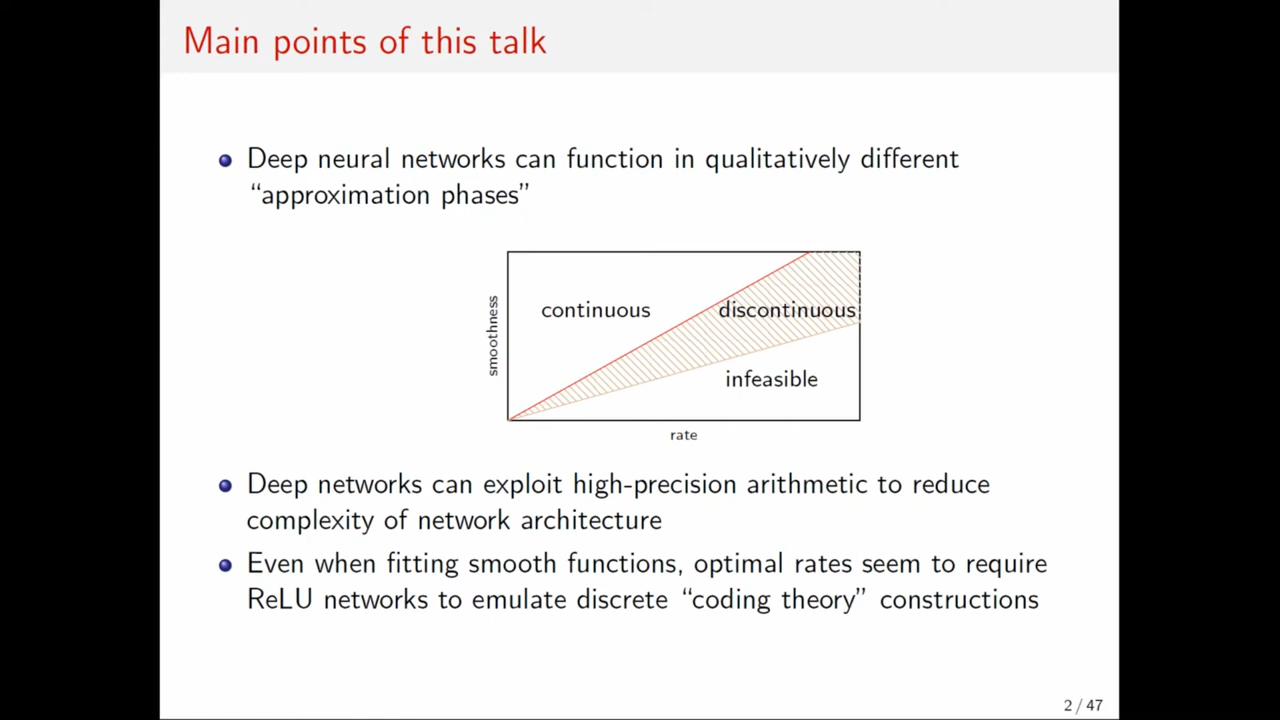 Main points of this talk
Deep neural networks can function in qualitatively different
“approximation phases”
smoothness
continuous
discontinuous
infeasible
rate
Deep networks can exploit high-precision arithmetic to reduce
complexity of network architecture
Even when fitting smooth functions, optimal rates seem to require
ReLU networks to emulate discrete “coding theory” constructions
2 / 47